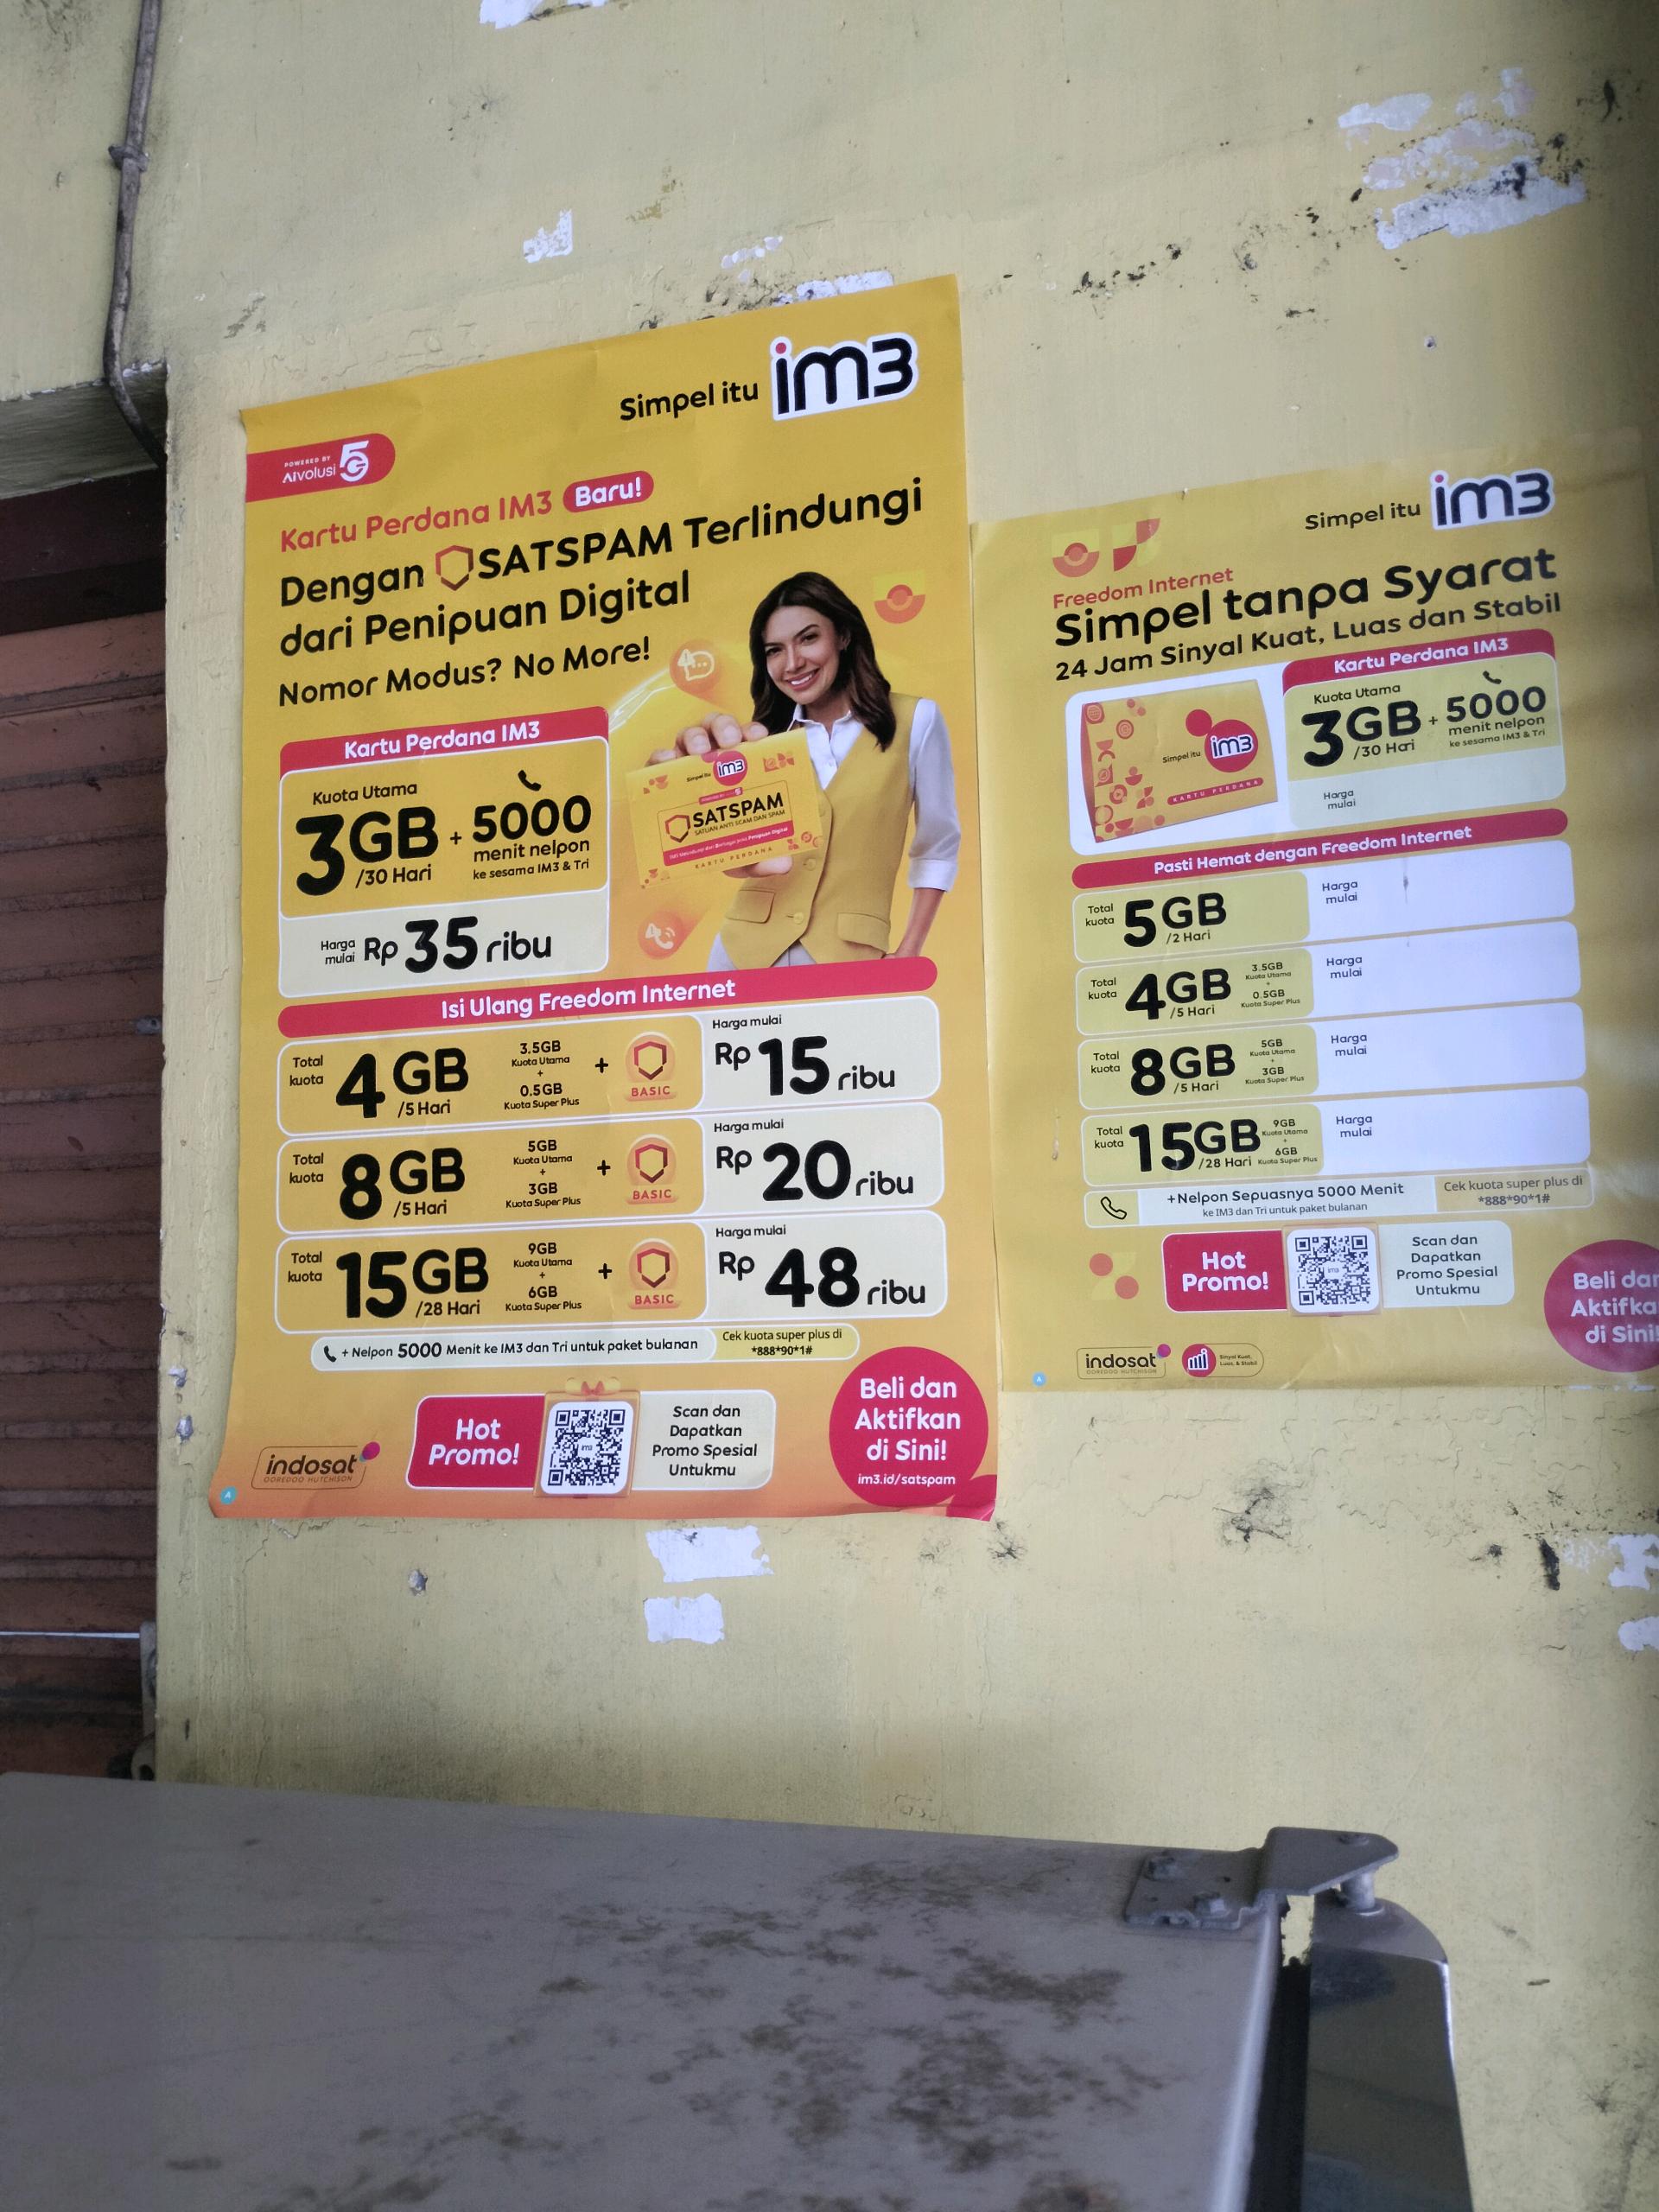 Simpel itu im3
POWERED BY
AIvolusi 5G
Kartu Perdana IM3 Baru!
Dengan SATSPAM Terlindungi
dari Penipuan Digital
Nomor Modus? No More!
Kartu Perdana IM3
Kuota Utama
3GB /30 Hari + 5000
menit nelpon
ke sesama IM3 & Tri
Harga mulai Rp 35 ribu
Simpel itu im3
SATSPAM
SATUAN ANTI SCAM DAN SPAM
KARTU PERDANA
Isi Ulang Freedom Internet
Total kuota 4GB /5 Hari
3.5GB
Kuota Utama
+
0.5GB
Kuota Super Plus
+ BASIC
Harga mulai
Rp 15 ribu
Total kuota 8GB /5 Hari
5GB
Kuota Utama
+
3GB
Kuota Super Plus
+ BASIC
Harga mulai
Rp 20 ribu
Total kuota 15GB /28 Hari
9GB
Kuota Utama
+
6GB
Kuota Super Plus
+ BASIC
Harga mulai
Rp 48 ribu
+ Nelpon 5000 Menit ke IM3 dan Tri untuk paket bulanan
Cek kuota super plus di
*888*90*1#
indosat
OOREDOO HUTCHISON
Hot
Promo!
im3
Scan dan
Dapatkan
Promo Spesial
Untukmu
Beli dan
Aktifkan
di Sini!
im3.id/satspam
A
Simpel itu im3
Freedom Internet
Simpel tanpa Syarat
24 Jam Sinyal Kuat, Luas dan Stabil
Simpel itu im3
KARTU PERDANA
Kartu Perdana IM3
Kuota Utama
3GB /30 Hari + 5000
menit nelpon
ke sesama IM3 & Tri
Harga
mulai
Pasti Hemat dengan Freedom Internet
Total kuota 5GB /2 Hari
Harga
mulai
Total kuota 4GB /5 Hari
3.5GB
Kuota Utama
+
0.5GB
Kuota Super Plus
Harga
mulai
Total kuota 8GB /5 Hari
5GB
Kuota Utama
+
3GB
Kuota Super Plus
Harga
mulai
Total kuota 15GB /28 Hari
9GB
Kuota Utama
+
6GB
Kuota Super Plus
Harga
mulai
+Nelpon Sepuasnya 5000 Menit
ke IM3 dan Tri untuk paket bulanan
Cek kuota super plus di
*888*90*1#
Hot
Promo!
im3
Scan dan
Dapatkan
Promo Spesial
Untukmu
Beli dan
Aktifka
di Sini!
indosat
OOREDOO HUTCHISON
Sinyal Kuat,
Luas, & Stabil
A